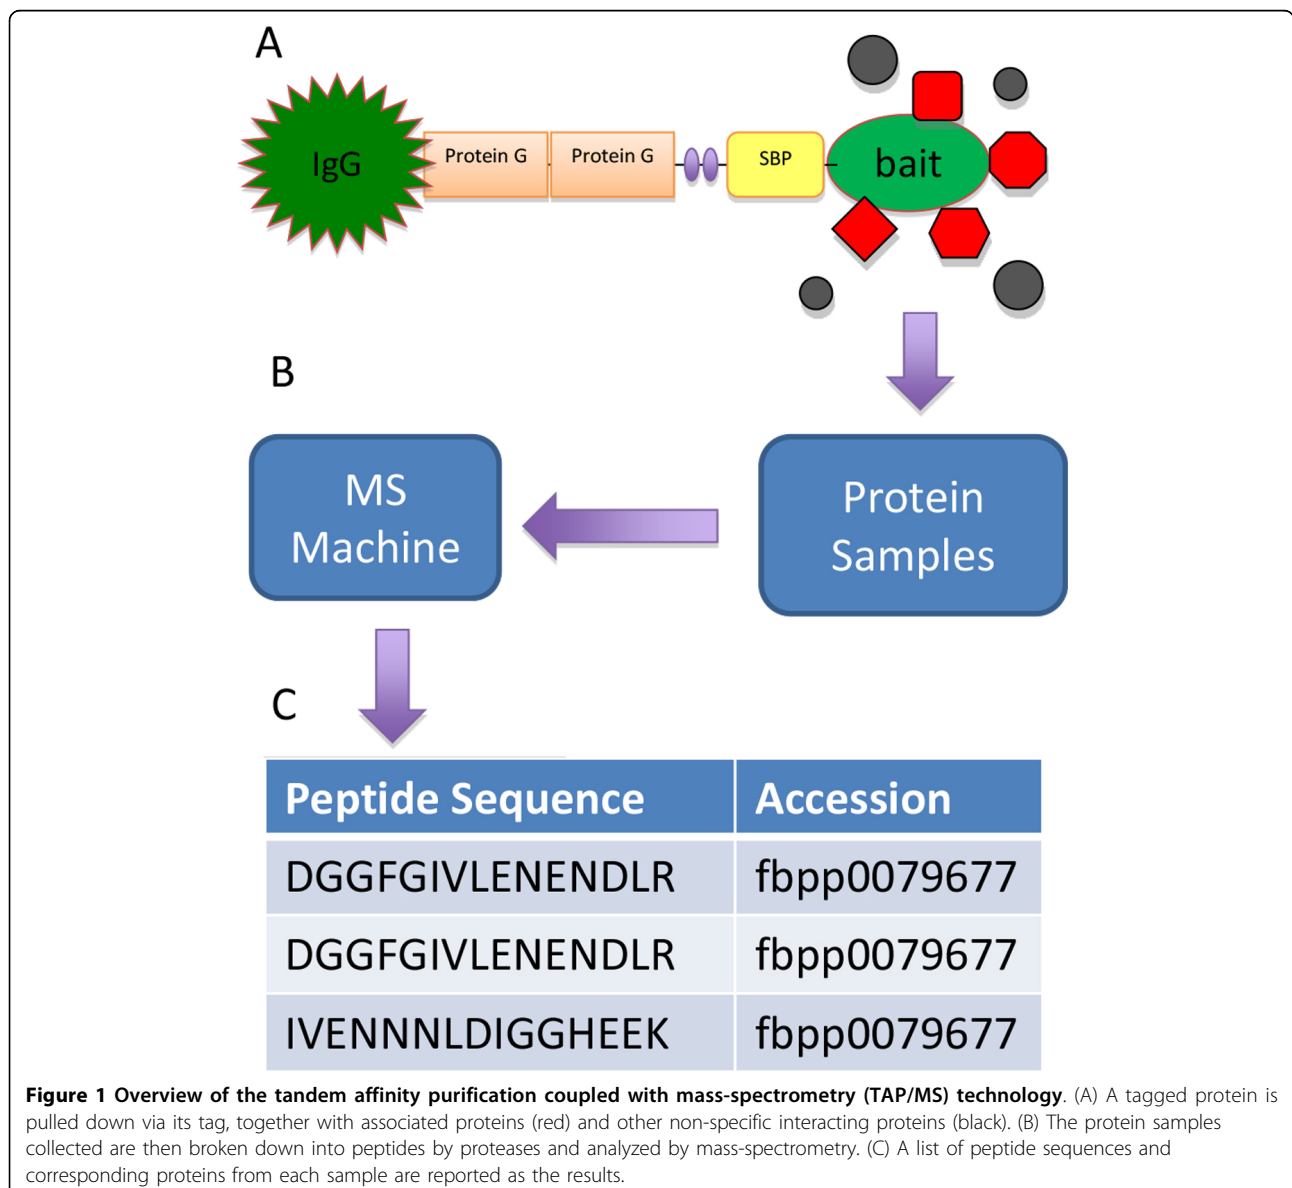 A
IgG
Protein G
Protein G
SBP
bait
B
MS
Machine
Protein
Samples
C
Peptide Sequence Accession
DGGFGIVLENENDLR fbpp0079677
DGGFGIVLENENDLR fbpp0079677
IVENNNLDIGGHEEK fbpp0079677
Figure 1 Overview of the tandem affinity purification coupled with mass-spectrometry (TAP/MS) technology. (A) A tagged protein is
pulled down via its tag, together with associated proteins (red) and other non-specific interacting proteins (black). (B) The protein samples
collected are then broken down into peptides by proteases and analyzed by mass-spectrometry. (C) A list of peptide sequences and
corresponding proteins from each sample are reported as the results.